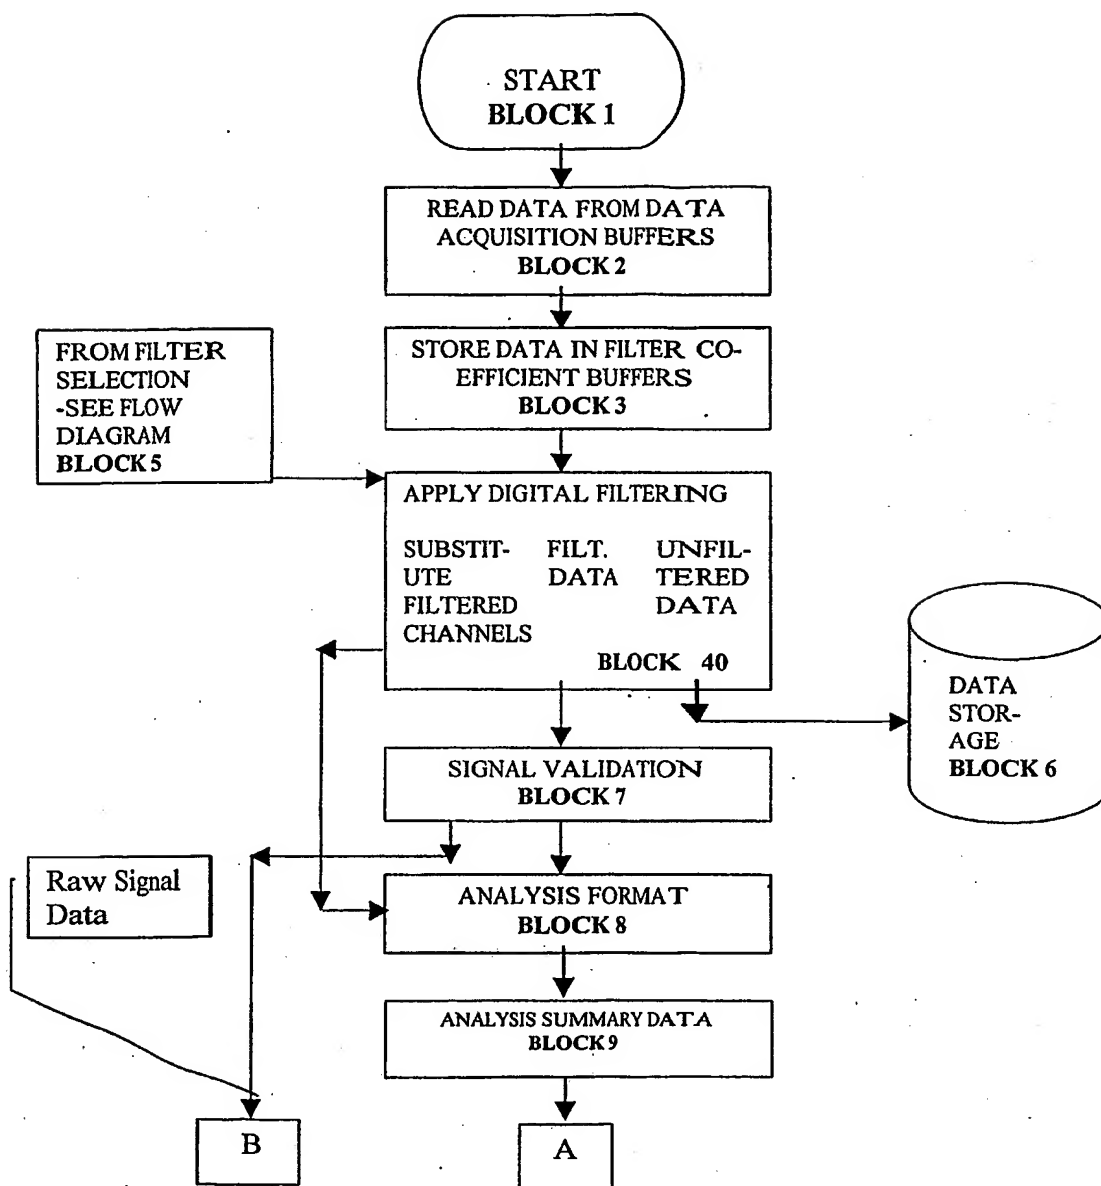 START
BLOCK 1
READ DATA FROM DATA
ACQUISITION BUFFERS
BLOCK 2
STORE DATA IN FILTER CO-
EFFICIENT BUFFERS
BLOCK 3
FROM FILTER
SELECTION
-SEE FLOW
DIAGRAM
BLOCK 5
APPLY DIGITAL FILTERING
SUBSTIT-
UTE
FILTERED
CHANNELS
FILT.
DATA
UNFIL-
TERED
DATA
BLOCK 40
DATA
STOR-
AGE
BLOCK 6
SIGNAL VALIDATION
BLOCK 7
Raw Signal
Data
ANALYSIS FORMAT
BLOCK 8
ANALYSIS SUMMARY DATA
BLOCK 9
B
A